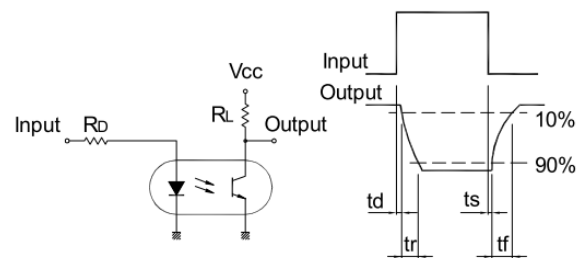 Vcc
RL
Input RD Output
Input
Output
10%
90%
td ts
tr tf